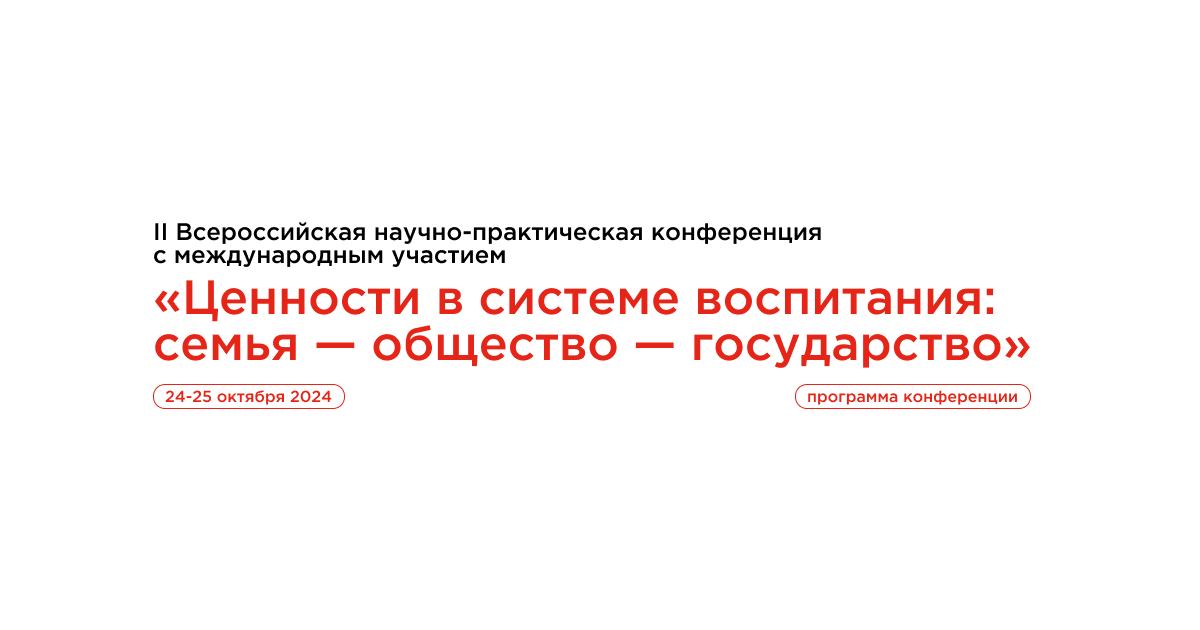 II Всероссийская научно-практическая конференция
с международным участием
«Ценности в системе воспитания:
семья — общество — государство»
24-25 октября 2024
программа конференции